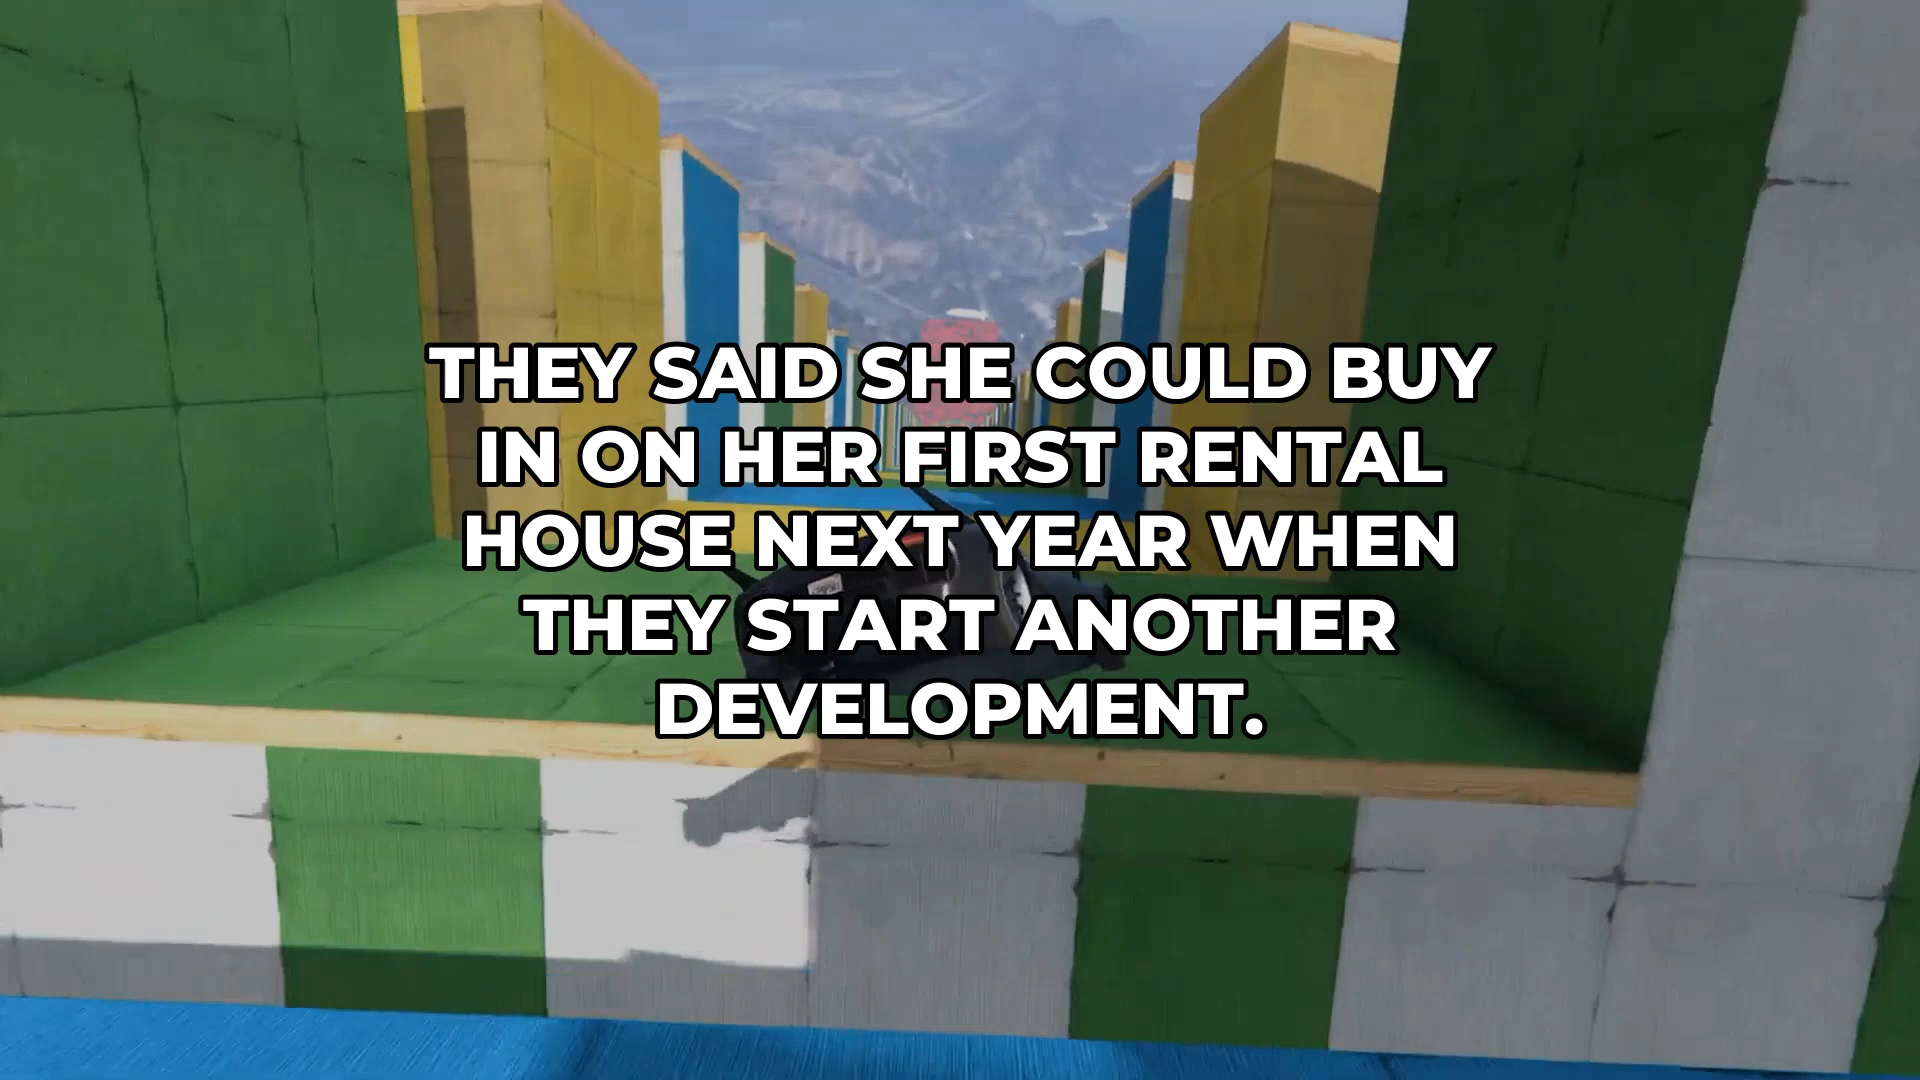 THEY SAID SHE COULD BUY
IN ON HER FIRST RENTAL
HOUSE NEXT YEAR WHEN
THEY START ANOTHER
DEVELOPMENT.